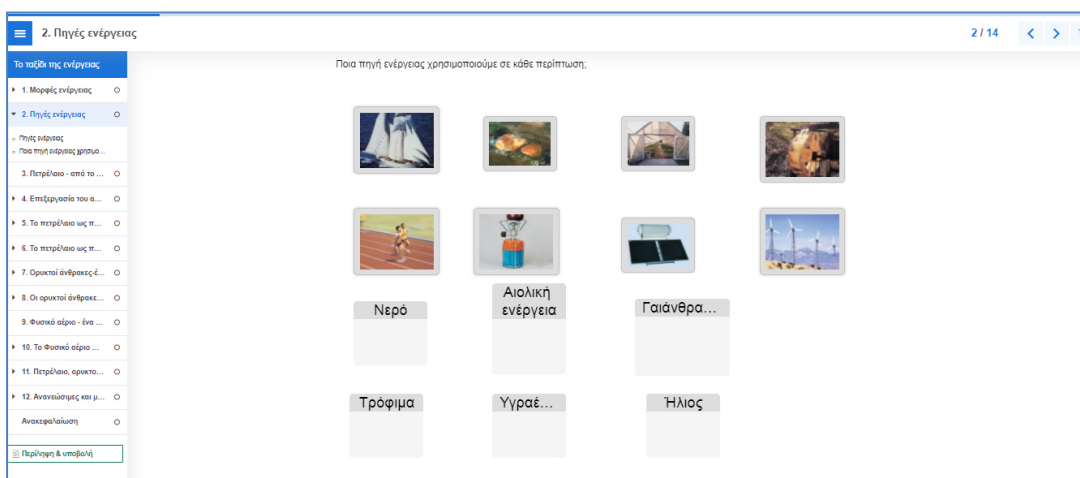 2. Πηγές ενέργειας
2 / 14
Το ταξίδι της ενέργειας
1. Μορφές ενέργειας
2. Πηγές ενέργειας
Πηγές ενέργειας
Ποια πηγή ενέργειας χρησιμο...
3. Πετρέλαιο - από το ...
4. Επεξεργασία του α...
5. Το πετρέλαιο ως π...
6. Το πετρέλαιο ως π...
7. Ορυκτοί άνθρακες-έ...
8. Οι ορυκτοί άνθρακε...
9. Φυσικό αέριο - ένα ...
10. Το Φυσικό αέριο ...
11. Πετρέλαιο, ορυκτο...
12. Ανανεώσιμες και μ...
Ανακεφαλαίωση
Περίληψη & υποβολή
Ποια πηγή ενέργειας χρησιμοποιούμε σε κάθε περίπτωση;
Νερό
Αιολική
ενέργεια
Γαιάνθρα...
Τρόφιμα
Υγραέ...
Ήλιος